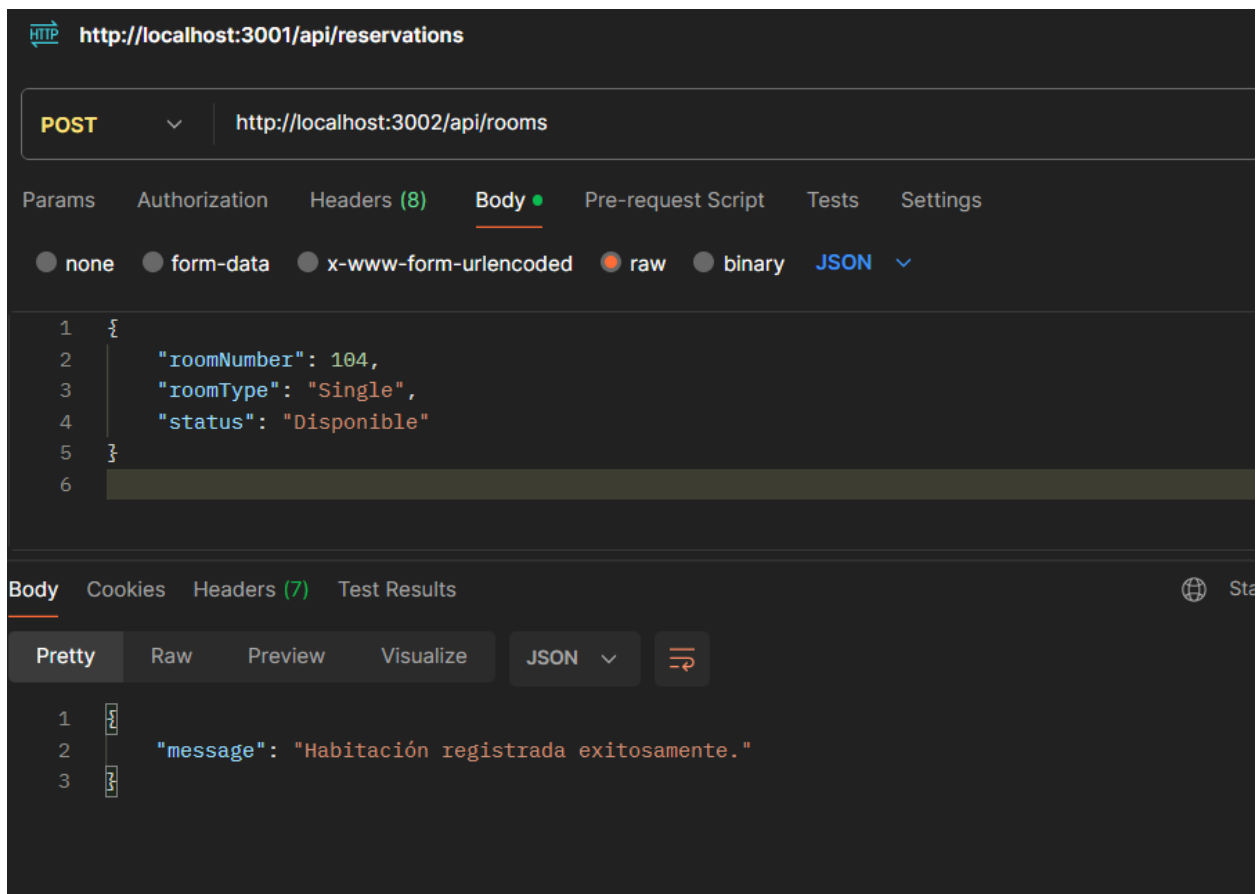 HTTP http://localhost:3001/api/reservations
POST http://localhost:3002/api/rooms
Params Authorization Headers (8) Body Pre-request Script Tests Settings
none form-data x-www-form-urlencoded raw binary JSON
1 {
2 "roomNumber": 104,
3 "roomType": "Single",
4 "status": "Disponible"
5 }
6
Body Cookies Headers (7) Test Results Sta
Pretty Raw Preview Visualize JSON
1 {
2 "message": "Habitación registrada exitosamente."
3 }